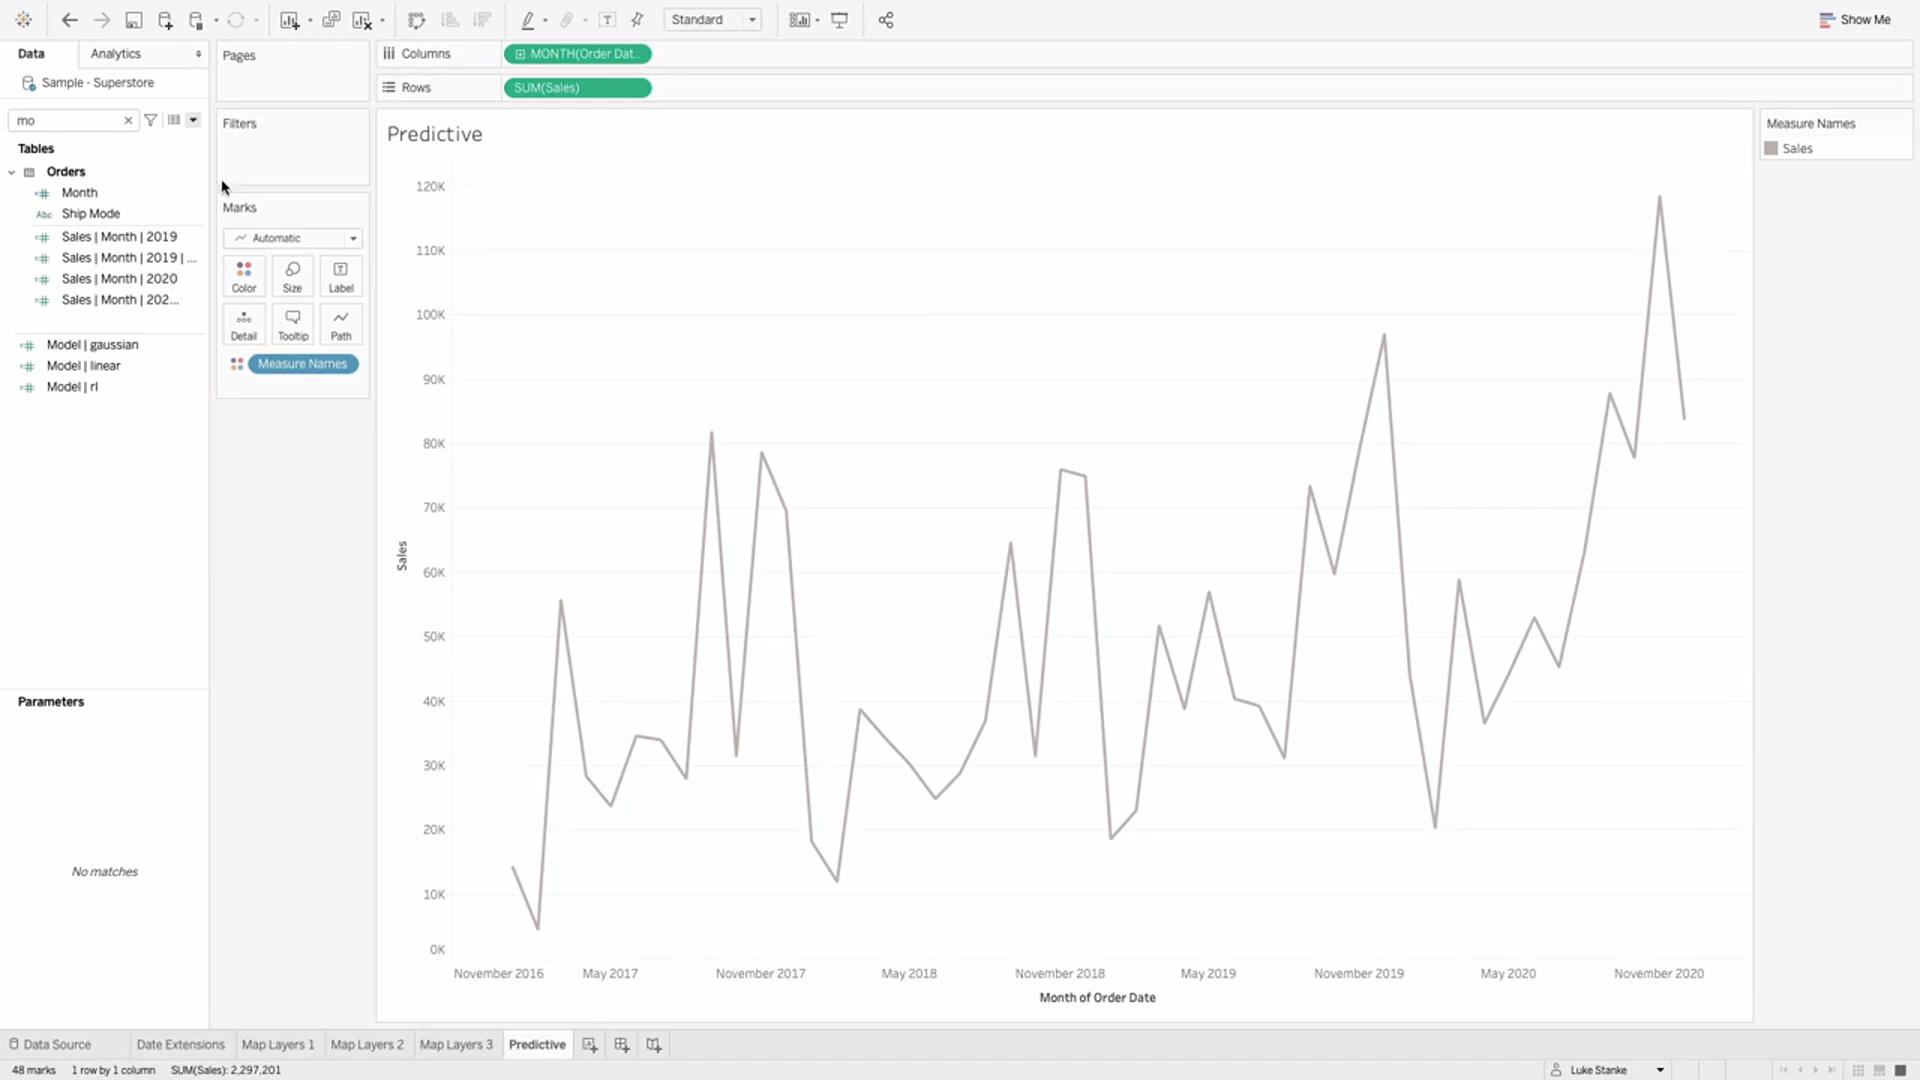 Standard
Show Me
Data
Analytics
Sample - Superstore
mo
Tables
Orders
Month
Abc
Ship Mode
Sales | Month | 2019
Sales | Month | 2019 | ...
Sales | Month | 2020
Sales | Month | 202...
Model | gaussian
Model | linear
Model | rl
Parameters
No matches
Pages
Filters
Marks
Automatic
Color
Size
Label
Detail
Tooltip
Path
Measure Names
Columns
MONTH(Order Dat..
Rows
SUM(Sales)
Predictive
120K
110K
100K
90K
80K
70K
60K
50K
40K
30K
20K
10K
0K
Sales
November 2016
May 2017
November 2017
May 2018
November 2018
May 2019
November 2019
May 2020
November 2020
Month of Order Date
Measure Names
Sales
Data Source
Date Extensions
Map Layers 1
Map Layers 2
Map Layers 3
Predictive
48 marks
1 row by 1 column
SUM(Sales): 2,297,201
Luke Stanke